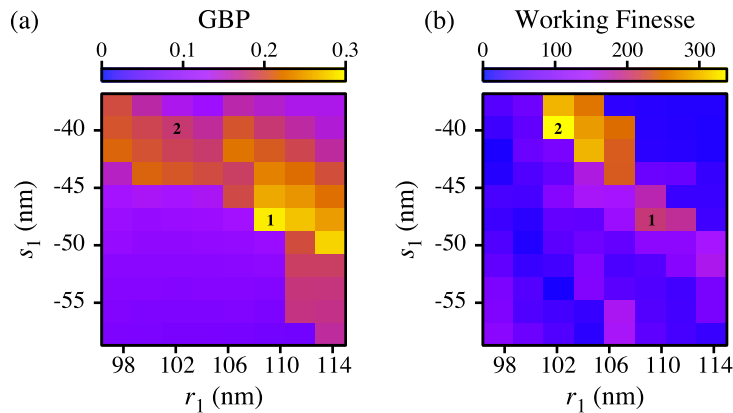 (a) GBP
0 0.1 0.2 0.3
-40
-45
-50
-55
s1 (nm)
2
1
98 102 106 110 114
r1 (nm)
(b) Working Finesse
0 100 200 300
-40
-45
-50
-55
s1 (nm)
2
1
98 102 106 110 114
r1 (nm)